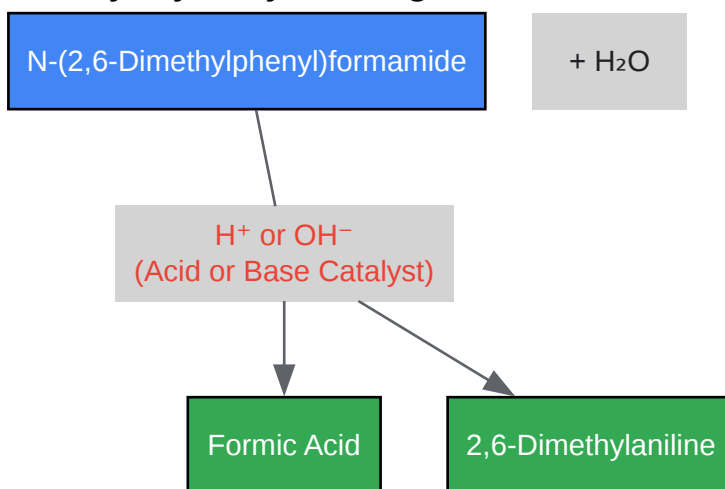 N-(2,6-Dimethylphenyl)formamide
+ H₂O
H⁺ or OH⁻
(Acid or Base Catalyst)
Formic Acid
2,6-Dimethylaniline